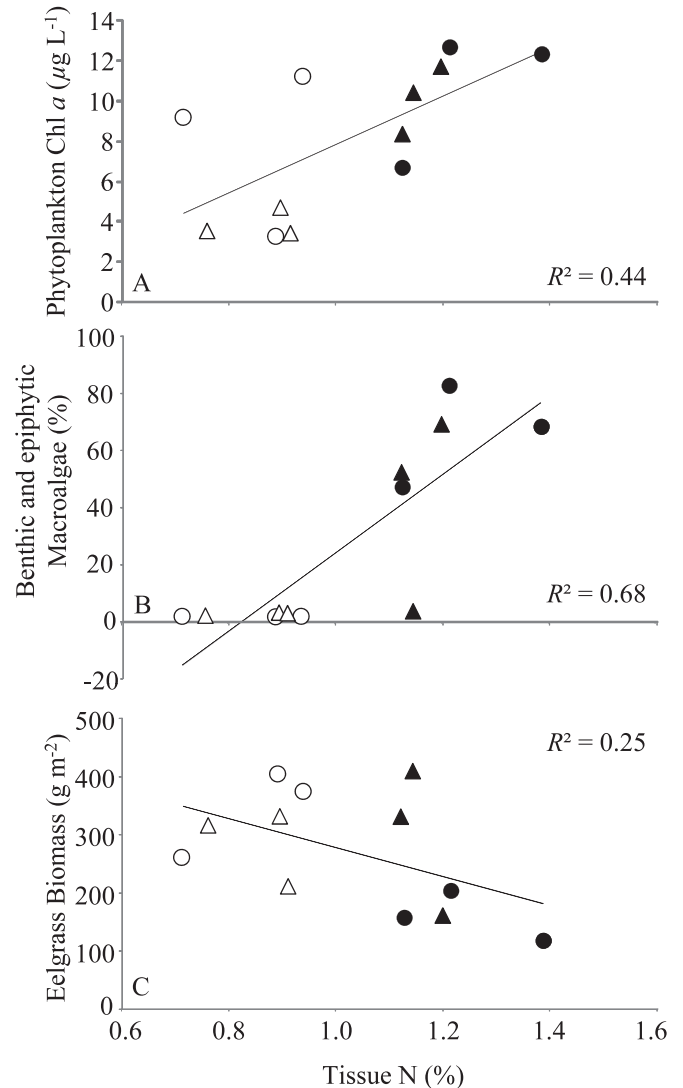 Phytoplankton Chl a (µg L-1)
14
12
10
8
6
4
2
0
A
R² = 0.44
Benthic and epiphytic
Macroalgae (%)
100
80
60
40
20
0
-20
B
R² = 0.68
Eelgrass Biomass (g m-2)
500
400
300
200
100
0
R² = 0.25
C
0.6 0.8 1.0 1.2 1.4 1.6
Tissue N (%)